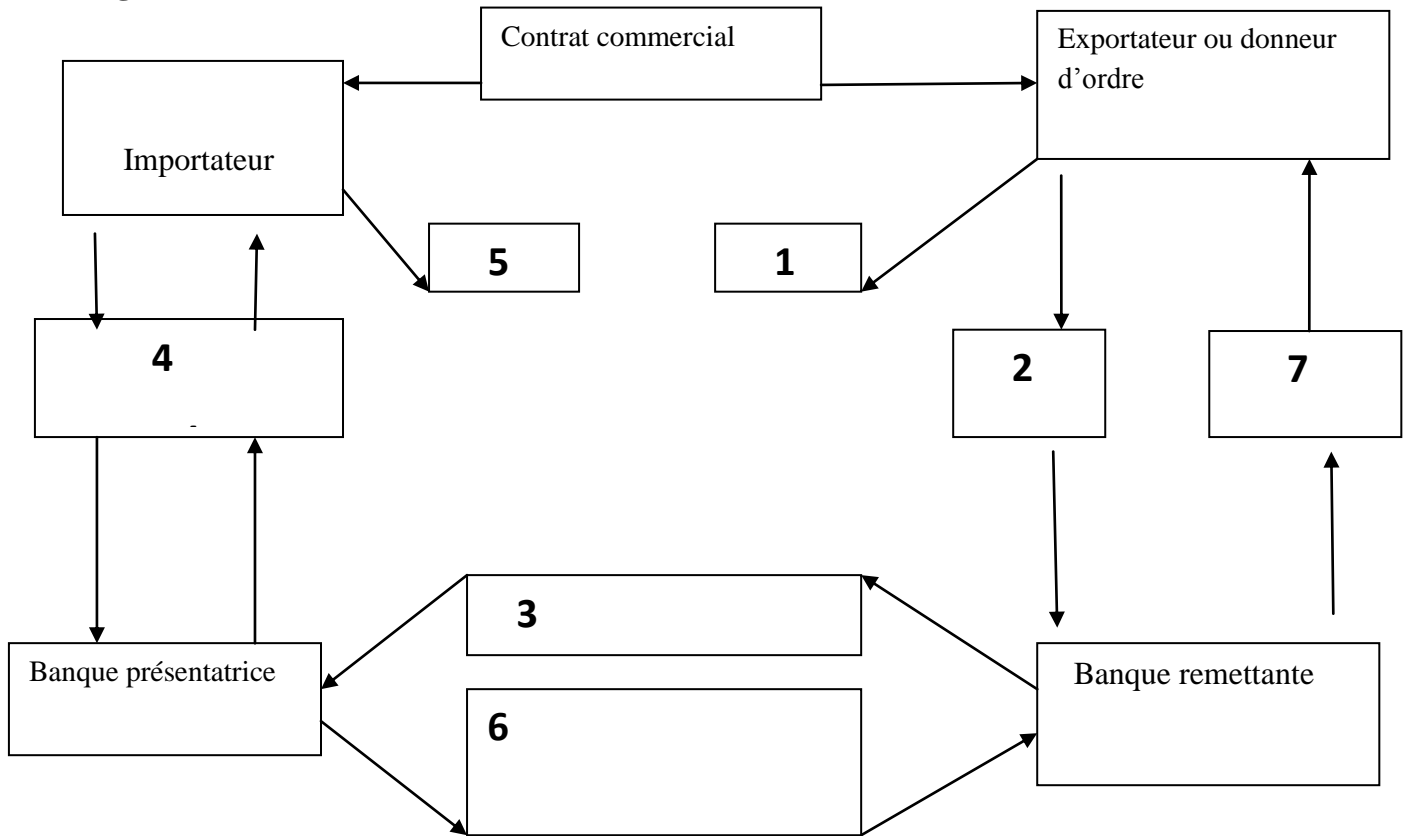 Contrat commercial
Exportateur ou donneur
d’ordre
Importateur
5
1
4
-
2
7
3
Banque présentatrice
Banque remettante
6